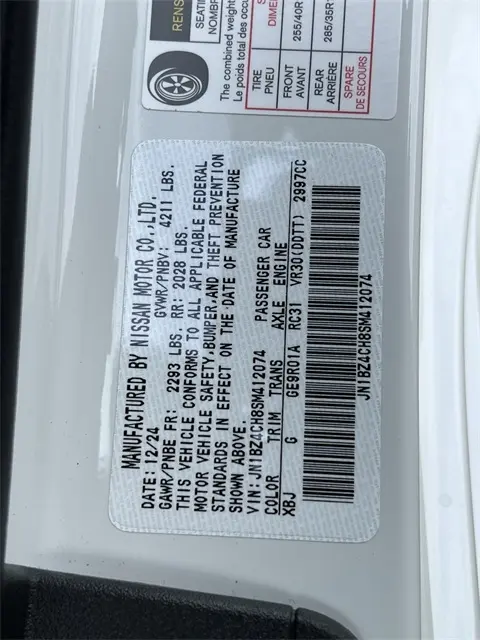 RENS
SEATI
NOMBR
The combined weight
Le poids total des occu
TIRE
PNEU
DIME
FRONT
AVANT
255/40R
REAR
ARRIÈRE
285/35R
SPARE
DE SECOURS
MANUFACTURED BY NISSAN MOTOR CO.,LTD.
DATE: 12/24 GVWR/PNBV: 4211 LBS.
GAWR/PNBE FR: 2293 LBS. RR: 2028 LBS.
THIS VEHICLE CONFORMS TO ALL APPLICABLE FEDERAL
MOTOR VEHICLE SAFETY,BUMPER,AND THEFT PREVENTION
STANDARDS IN EFFECT ON THE DATE OF MANUFACTURE
SHOWN ABOVE.
VIN:JN1BZ4CH8SM412074 PASSENGER CAR
COLOR TRIM TRANS AXLE ENGINE
XBJ G GE9R01A RC31 VR30(DDTT) 2997CC
JN1BZ4CH8SM412074